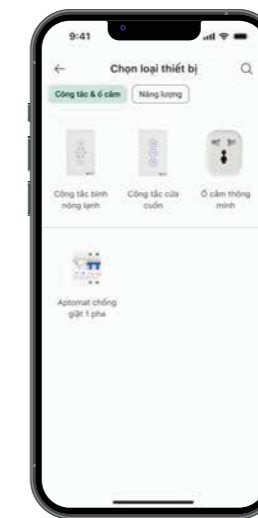 9:41
Chọn loại thiết bị
Công tắc & ổ cắm
Năng lượng
Công tắc bình
nóng lạnh
Công tắc cửa
cuốn
Ổ cắm thông
minh
Aptomat chống
giật 1 pha